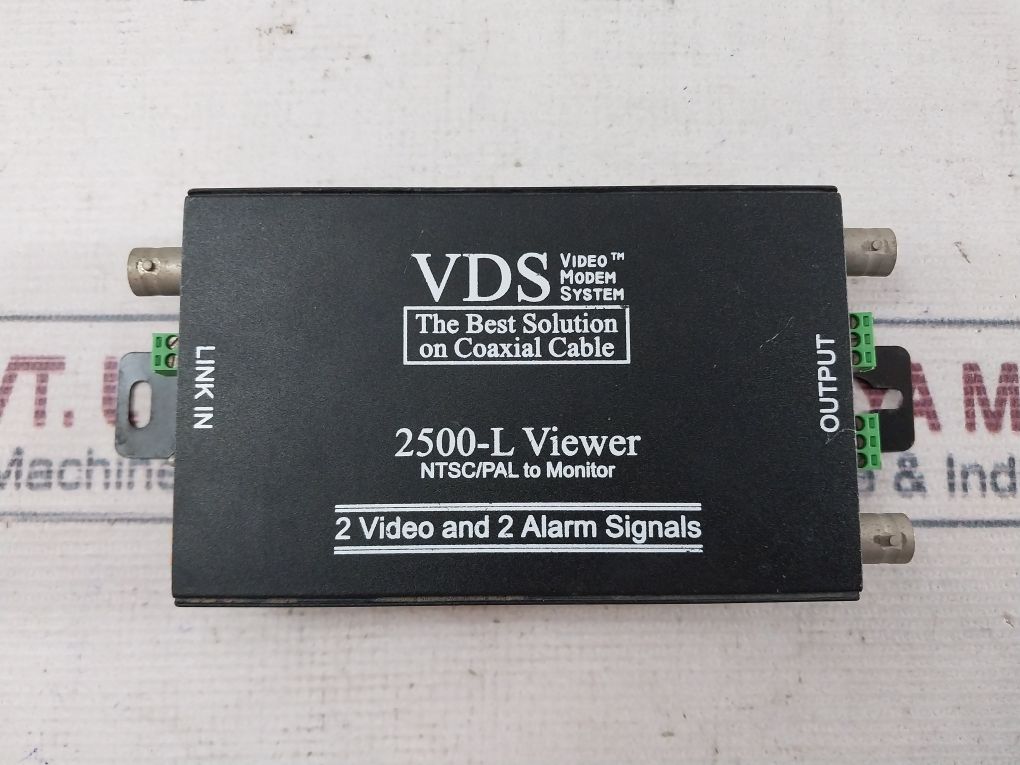 VDS VIDEO™
MODEM
SYSTEM
The Best Solution
on Coaxial Cable
LINK IN
OUTPUT
2500-L Viewer
NTSC/PAL to Monitor
2 Video and 2 Alarm Signals
& Ind